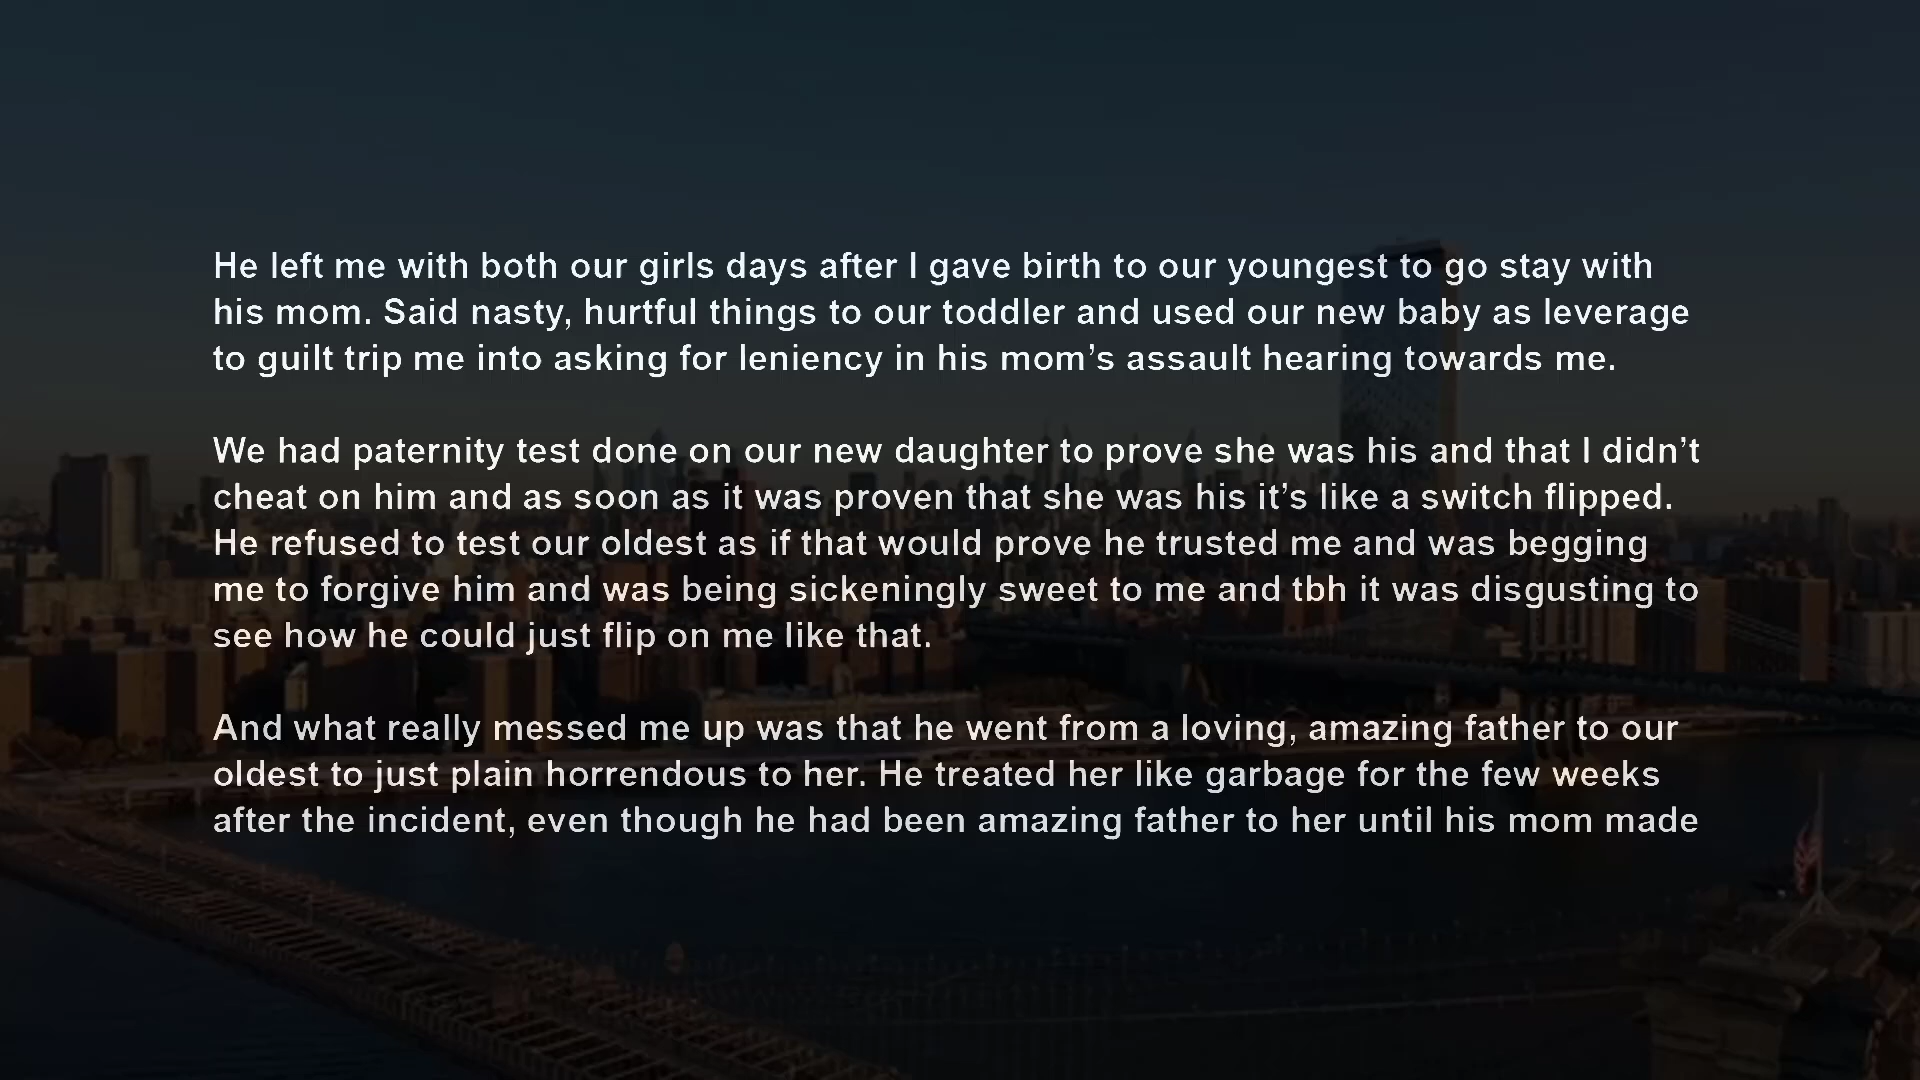 He left me with both our girls days after I gave birth to our youngest to go stay with
his mom. Said nasty, hurtful things to our toddler and used our new baby as leverage
to guilt trip me into asking for leniency in his mom’s assault hearing towards me.
We had paternity test done on our new daughter to prove she was his and that I didn’t
cheat on him and as soon as it was proven that she was his it’s like a switch flipped.
He refused to test our oldest as if that would prove he trusted me and was begging
me to forgive him and was being sickeningly sweet to me and tbh it was disgusting to
see how he could just flip on me like that.
And what really messed me up was that he went from a loving, amazing father to our
oldest to just plain horrendous to her. He treated her like garbage for the few weeks
after the incident, even though he had been amazing father to her until his mom made